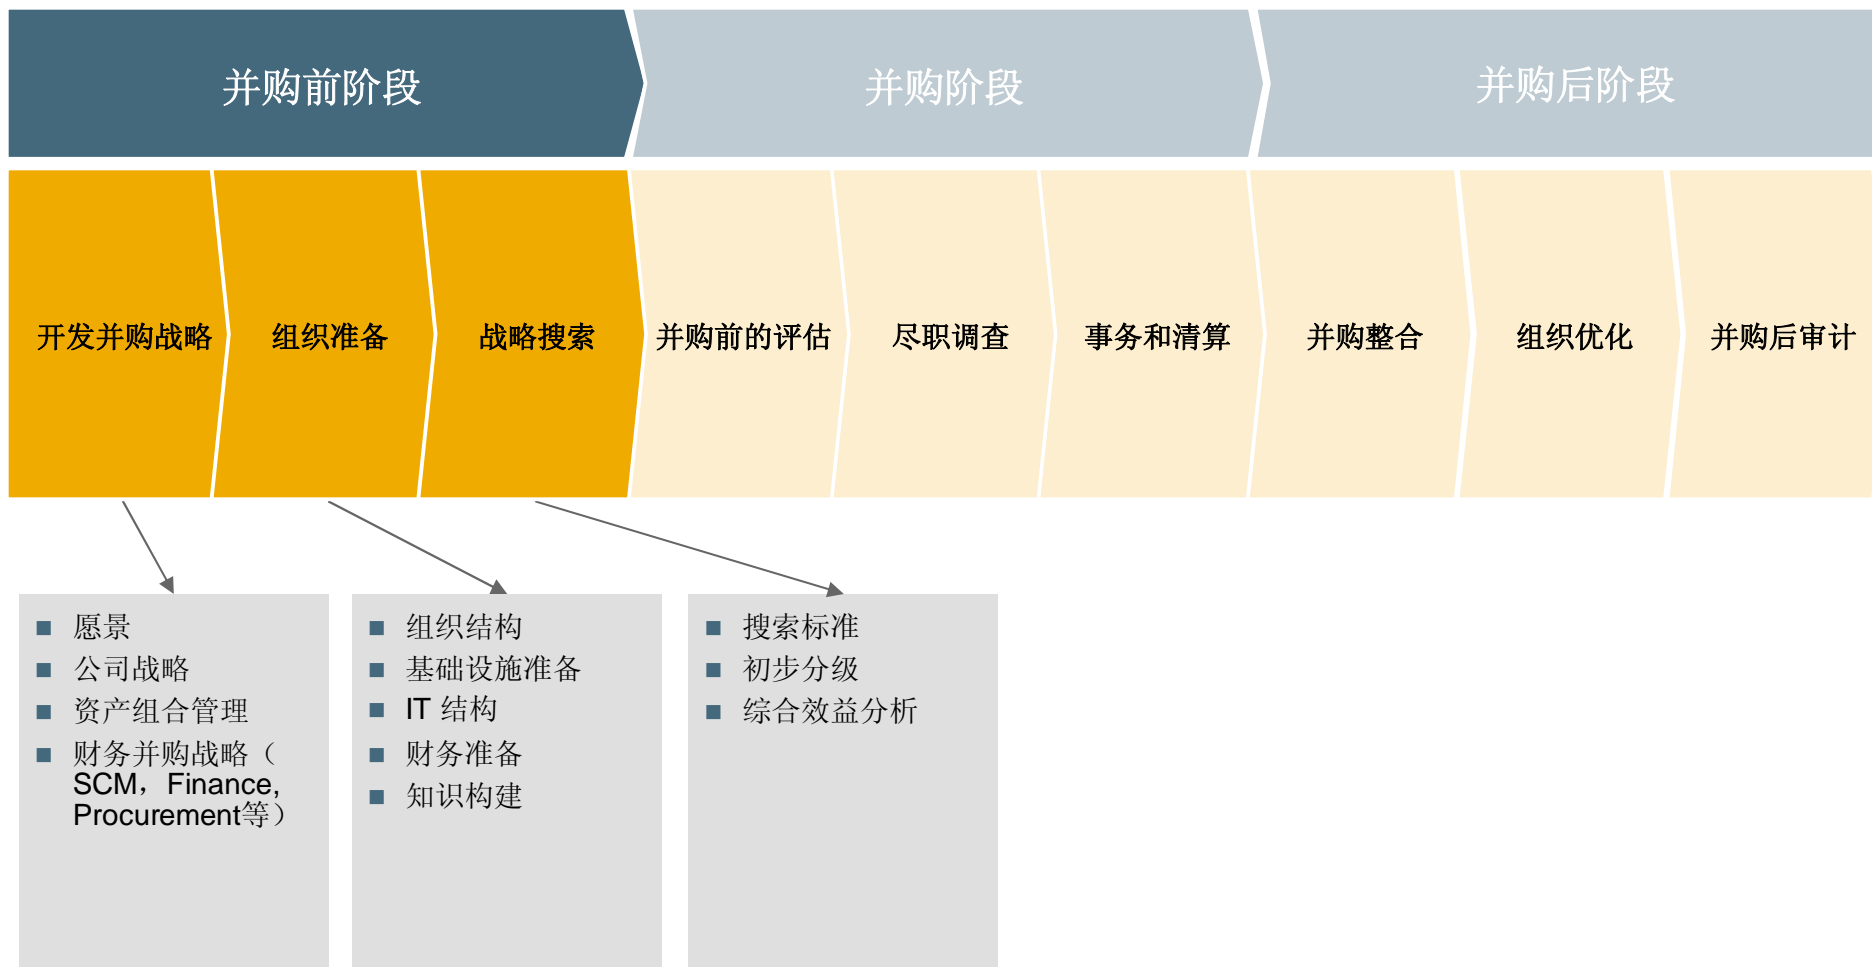 并购前阶段
并购阶段
并购后阶段
开发并购战略
组织准备
战略搜索
并购前的评估
尽职调查
事务和清算
并购整合
组织优化
并购后审计
愿景
公司战略
资产组合管理
财务并购战略（
SCM，Finance,
Procurement等）
组织结构
基础设施准备
IT 结构
财务准备
知识构建
搜索标准
初步分级
综合效益分析